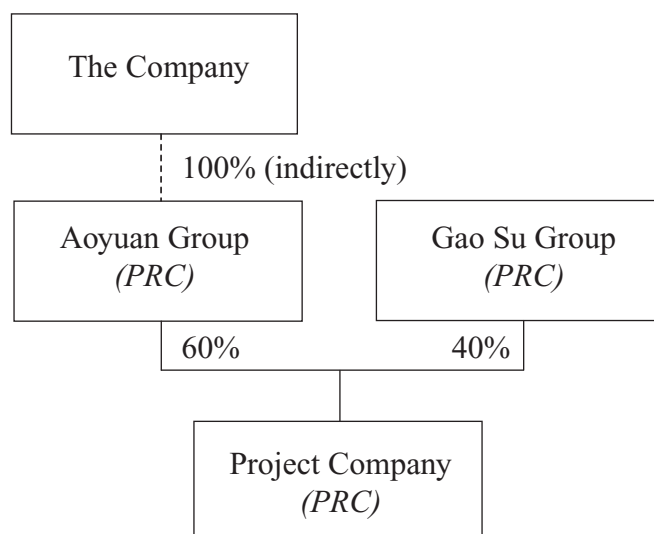 The Company
100% (indirectly)
Aoyuan Group
(PRC)
Gao Su Group
(PRC)
60%
40%
Project Company
(PRC)